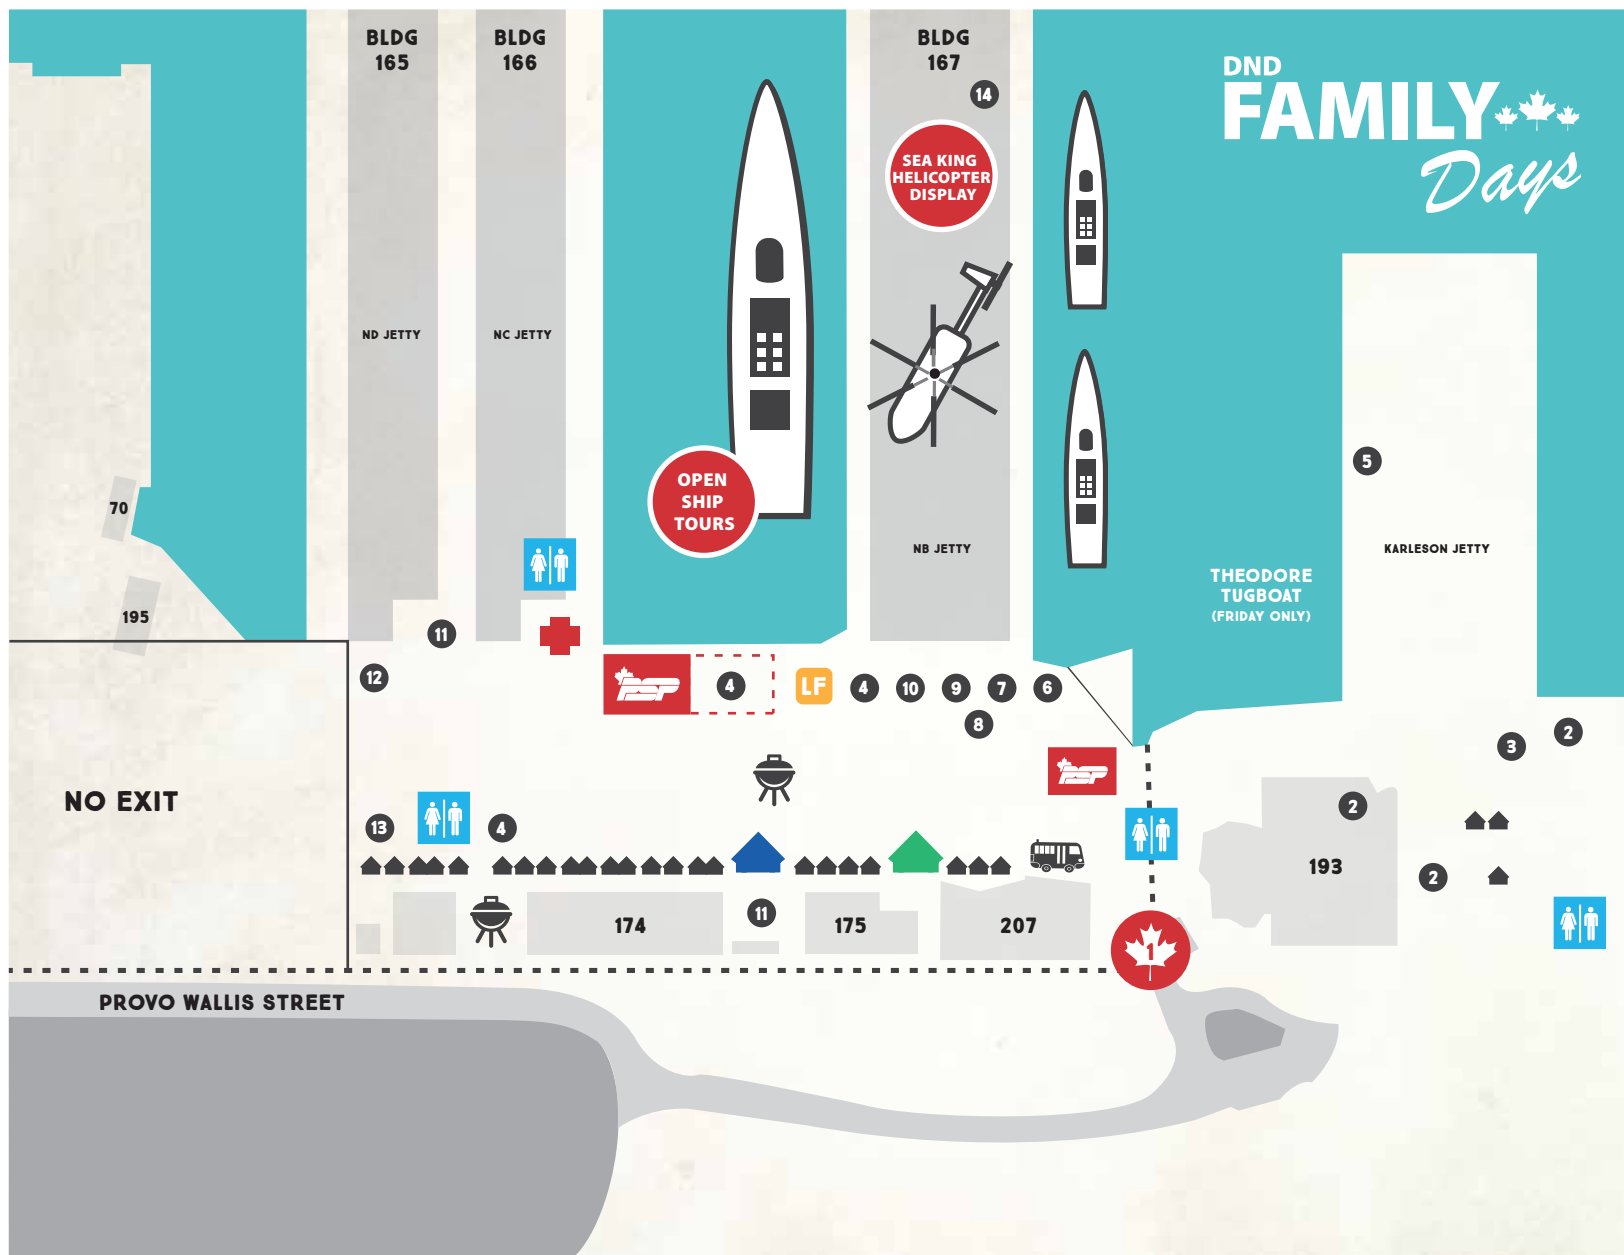 BLDG
165
BLDG
166
BLDG
167
14
DND
FAMILY
Days
SEA KING
HELICOPTER
DISPLAY
ND JETTY
NC JETTY
5
OPEN
SHIP
TOURS
70
NB JETTY
KARLESON JETTY
THEODORE
TUGBOAT
(FRIDAY ONLY)
195
11
12
PSP
4
LF
4
10
9
7
6
8
2
3
PSP
NO EXIT
13
4
2
193
2
174
11
175
207
1
PROVO WALLIS STREET